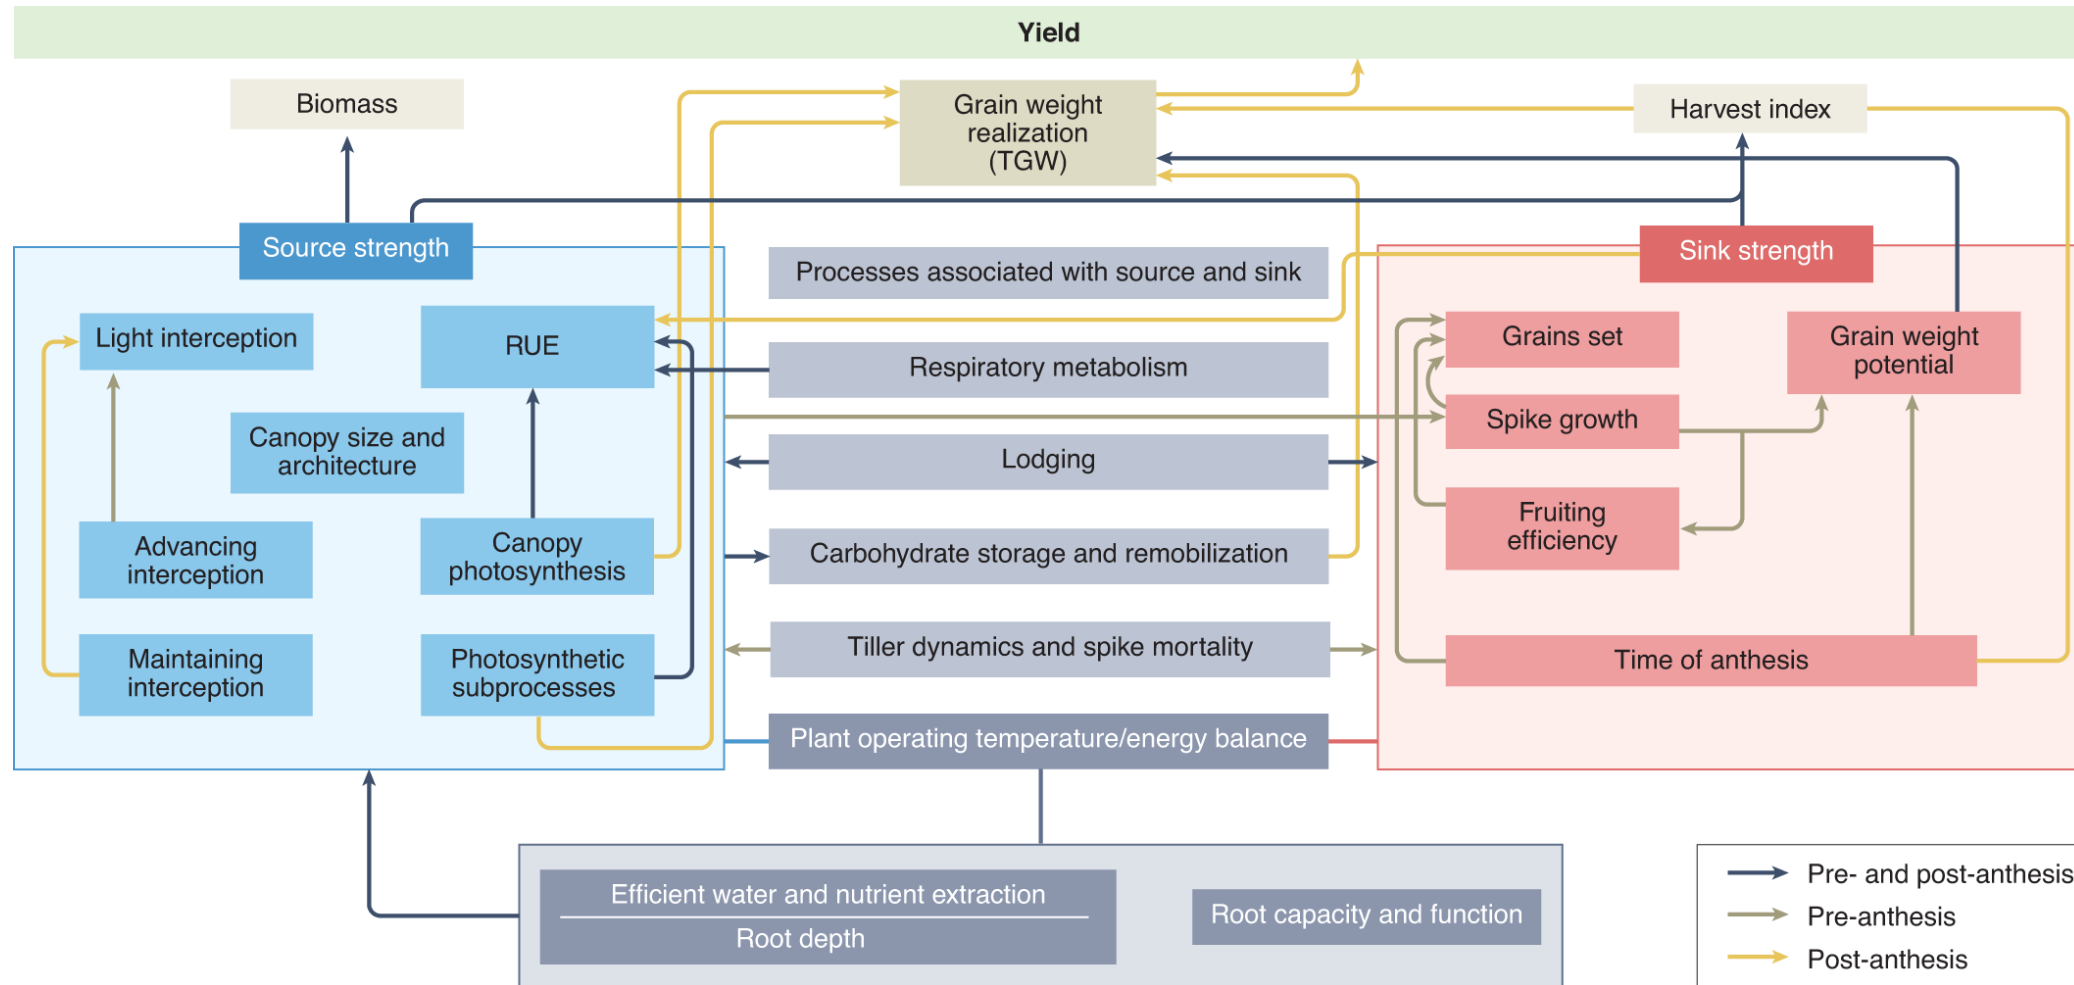 Yield
Biomass
Grain weight
realization
(TGW)
Harvest index
Source strength
Sink strength
Processes associated with source and sink
Light interception
RUE
Respiratory metabolism
Grains set
Grain weight
potential
Canopy size and
architecture
Spike growth
Lodging
Advancing
interception
Canopy
photosynthesis
Carbohydrate storage and remobilization
Fruiting
efficiency
Maintaining
interception
Photosynthetic
subprocesses
Tiller dynamics and spike mortality
Time of anthesis
Plant operating temperature/energy balance
Efficient water and nutrient extraction
Root depth
Root capacity and function
Pre- and post-anthesis
Pre-anthesis
Post-anthesis